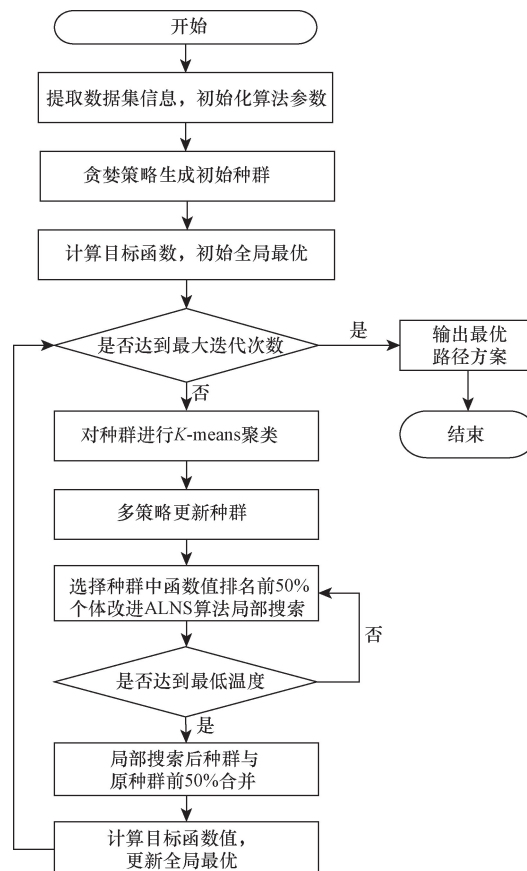 开始
提取数据集信息，初始化算法参数
贪婪策略生成初始种群
计算目标函数，初始全局最优
是否达到最大迭代次数
是
输出最优
路径方案
结束
否
对种群进行K-means聚类
多策略更新种群
选择种群中函数值排名前50%
个体改进ALNS算法局部搜索
否
是否达到最低温度
是
局部搜索后种群与
原种群前50%合并
计算目标函数值，
更新全局最优